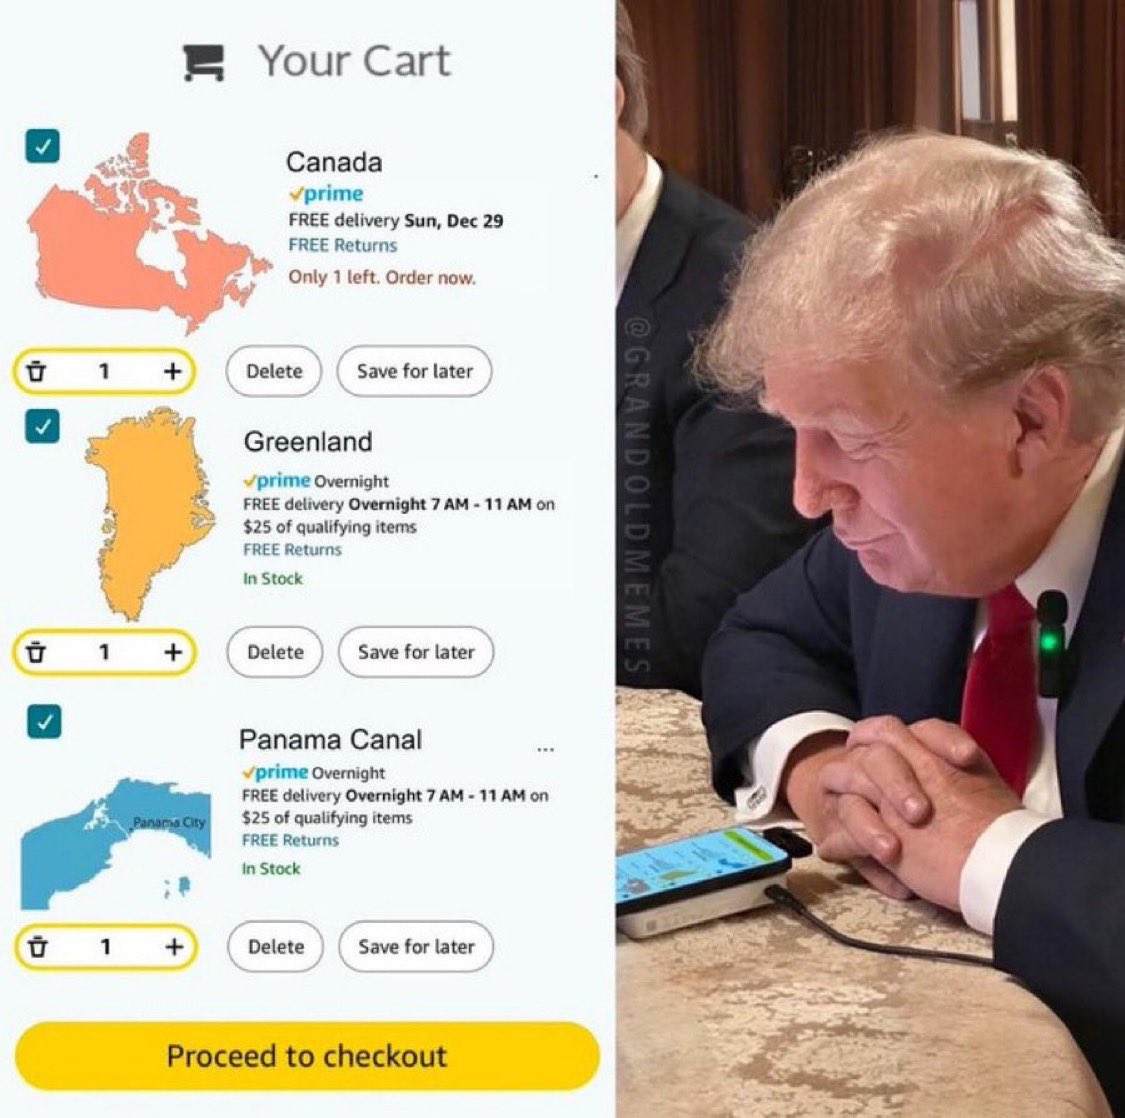 Your Cart
Canada
prime
FREE delivery Sun, Dec 29
FREE Returns
Only 1 left. Order now.
1 +
Delete
Save for later
Greenland
prime Overnight
FREE delivery Overnight 7 AM - 11 AM on
$25 of qualifying items
FREE Returns
In Stock
1 +
Delete
Save for later
Panama Canal
...
prime Overnight
FREE delivery Overnight 7 AM - 11 AM on
$25 of qualifying items
FREE Returns
In Stock
Panama City
1 +
Delete
Save for later
Proceed to checkout
@GRANDOLDMEMES